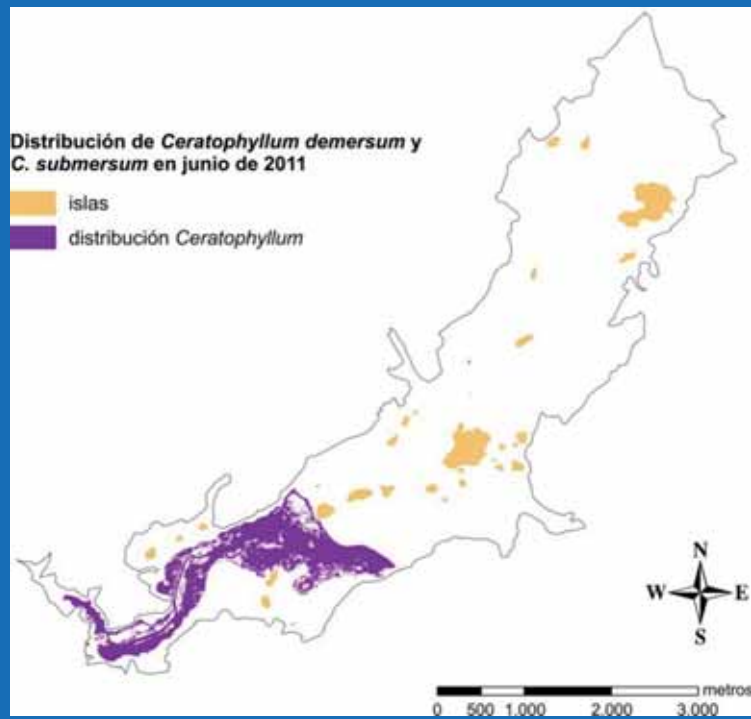 Distribución de Ceratophyllum demersum y
C. submersum en junio de 2011
islas
distribución Ceratophyllum
N
W E
S
metros
0 500 1.000 2.000 3.000